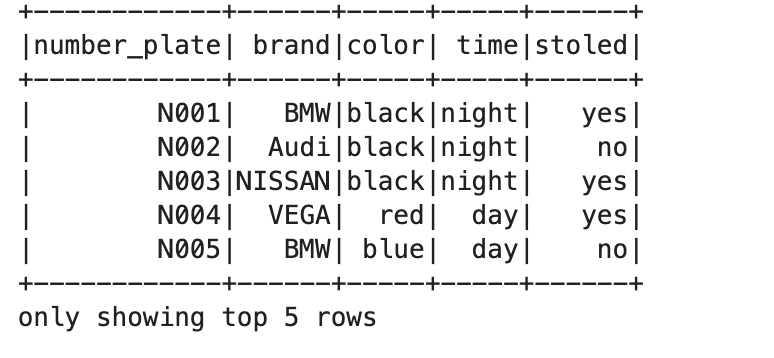 +------------+------+-----+-----+------+
|number_plate| brand|color| time|stoled|
+------------+------+-----+-----+------+
|        N001|   BMW|black|night|   yes|
|        N002|  Audi|black|night|    no|
|        N003|NISSAN|black|night|   yes|
|        N004|  VEGA|  red|  day|   yes|
|        N005|   BMW| blue|  day|    no|
+------------+------+-----+-----+------+
only showing top 5 rows